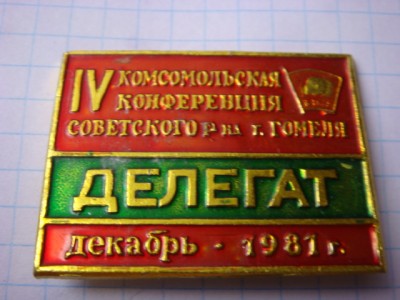 IV КОМСОМОЛЬСКАЯ
КОНФЕРЕНЦИЯ
СОВЕТСКОГО р-на г. ГОМЕЛЯ
ДЕЛЕГАТ
декабрь - 1981 г.